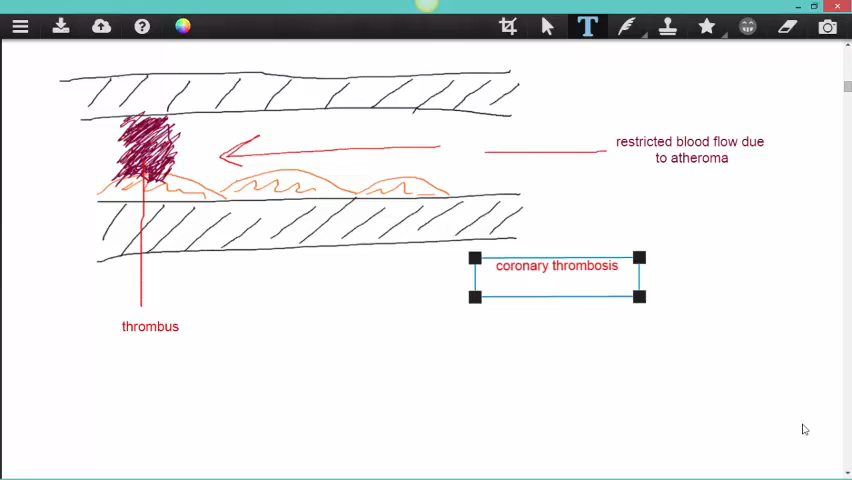 restricted blood flow due
to atheroma
coronary thrombosis
thrombus